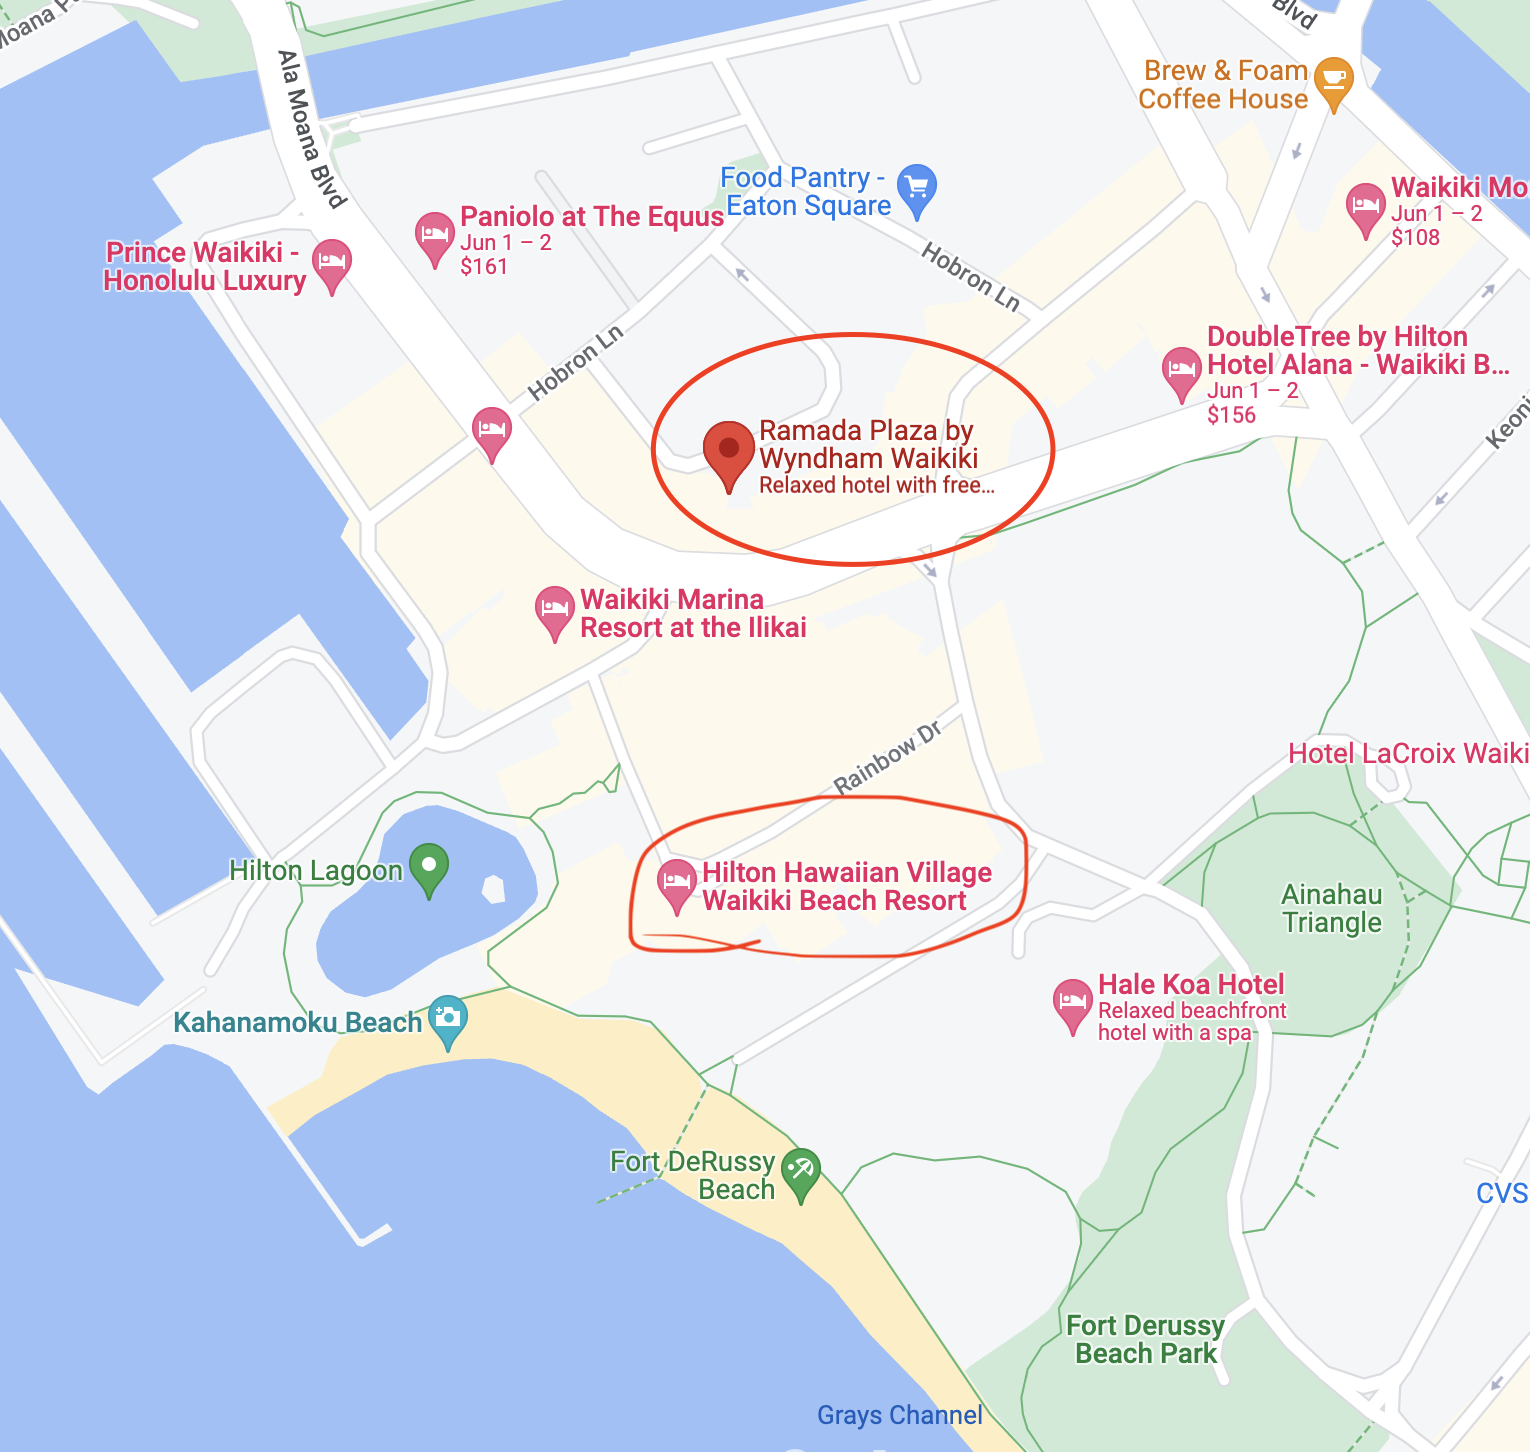 Moana Pa
Blvd
Ala Moana Blvd
Brew & Foam
Coffee House
Food Pantry -
Eaton Square
Waikiki Mo
Jun 1 – 2
$108
Paniolo at The Equus
Jun 1 – 2
$161
Prince Waikiki -
Honolulu Luxury
Hobron Ln
Hobron Ln
DoubleTree by Hilton
Hotel Alana - Waikiki B...
Jun 1 – 2
$156
Keoni
Ramada Plaza by
Wyndham Waikiki
Relaxed hotel with free...
Waikiki Marina
Resort at the Ilikai
Rainbow Dr
Hotel LaCroix Waiki
Hilton Lagoon
Hilton Hawaiian Village
Waikiki Beach Resort
Ainahau
Triangle
Hale Koa Hotel
Relaxed beachfront
hotel with a spa
Kahanamoku Beach
Fort DeRussy
Beach
CVS
Fort Derussy
Beach Park
Grays Channel